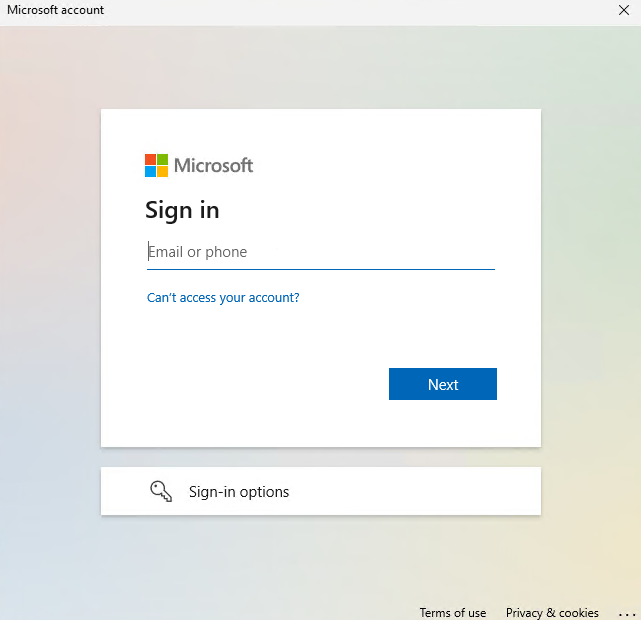 Microsoft account
Microsoft
Sign in
Email or phone
Can't access your account?
Next
Sign-in options
Terms of use Privacy & cookies ...